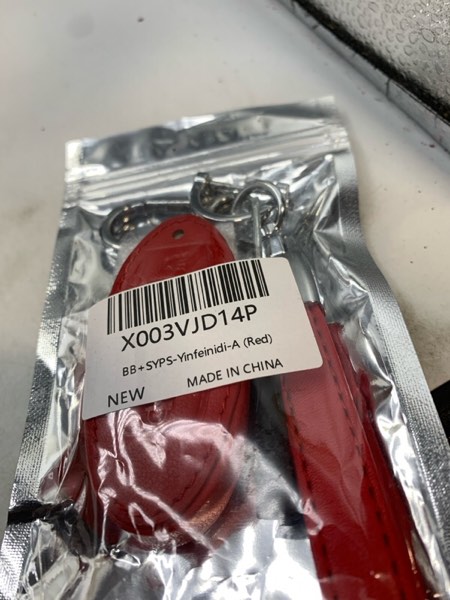 X003VJD14P
BB+SYPS-Yinfeinidi-A (Red)
NEW MADE IN CHINA